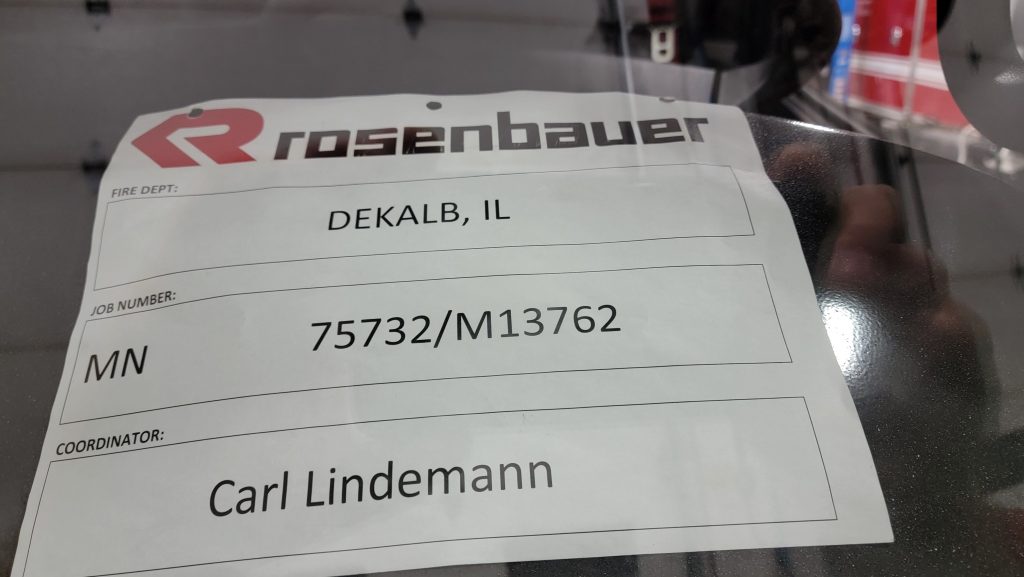 rosenbauer
FIRE DEPT:
DEKALB, IL
JOB NUMBER:
MN 75732/M13762
COORDINATOR:
Carl Lindemann